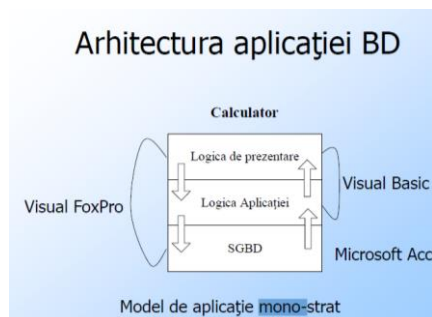 Arhitectura aplicaţiei BD
Calculator
Logica de prezentare
Visual Basic
Visual FoxPro
Logica Aplicaţiei
SGBD
Microsoft Acc
Model de aplicaţie mono-strat